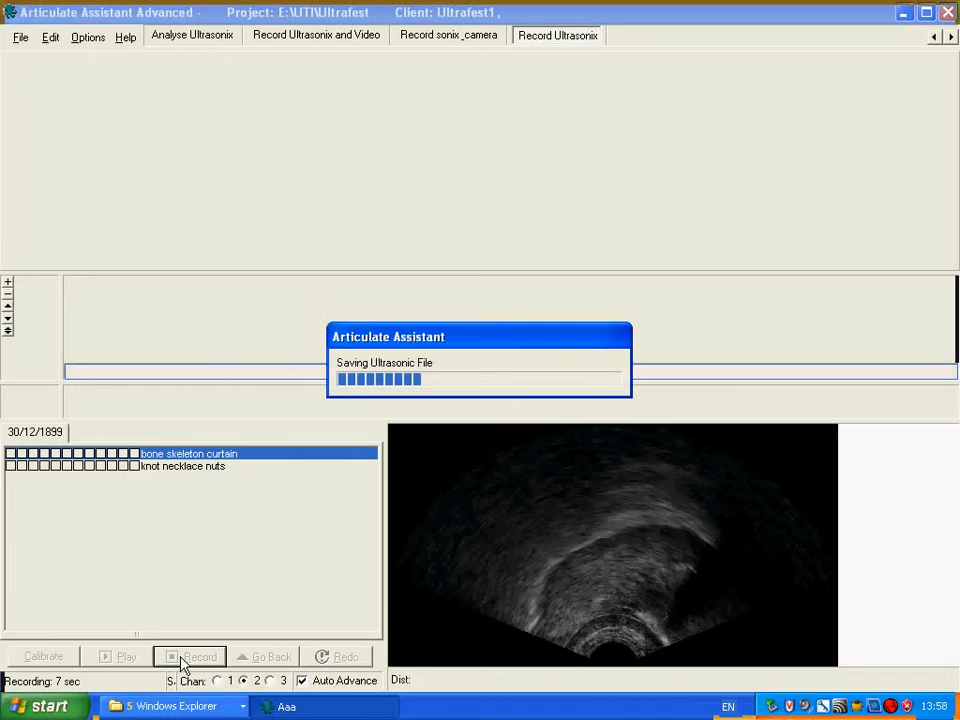 Articulate Assistant Advanced - Project: E:\UTI\Ultrafest Client: Ultrafest1 ,
File Edit Options Help Analyse Ultrasonix Record Ultrasonix and Video Record sonix_camera Record Ultrasonix
Articulate Assistant
Saving Ultrasonic File
30/12/1899
bone skeleton curtain
knot necklace nuts
Calibrate Play Record Go Back Redo
Recording: 7 sec S. Chan: 1 2 3 Auto Advance Dist:
start 5 Windows Explorer Aaa EN 13:58